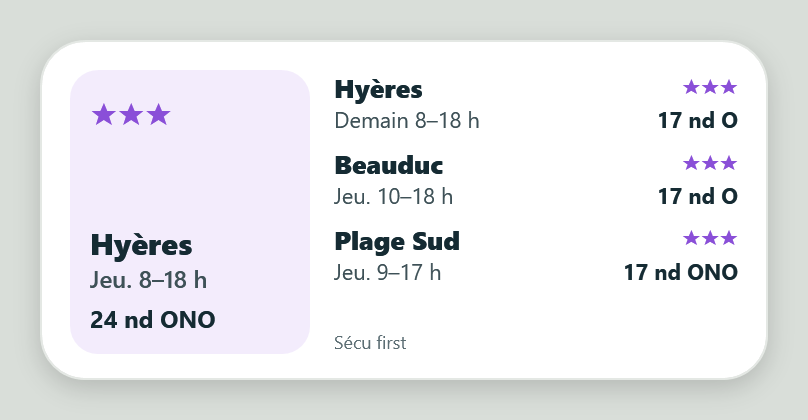 ★★★
Hyères
Jeu. 8–18 h
24 nd ONO
Hyères ★★★
Demain 8–18 h 17 nd O
Beauduc ★★★
Jeu. 10–18 h 17 nd O
Plage Sud ★★★
Jeu. 9–17 h 17 nd ONO
Sécu first